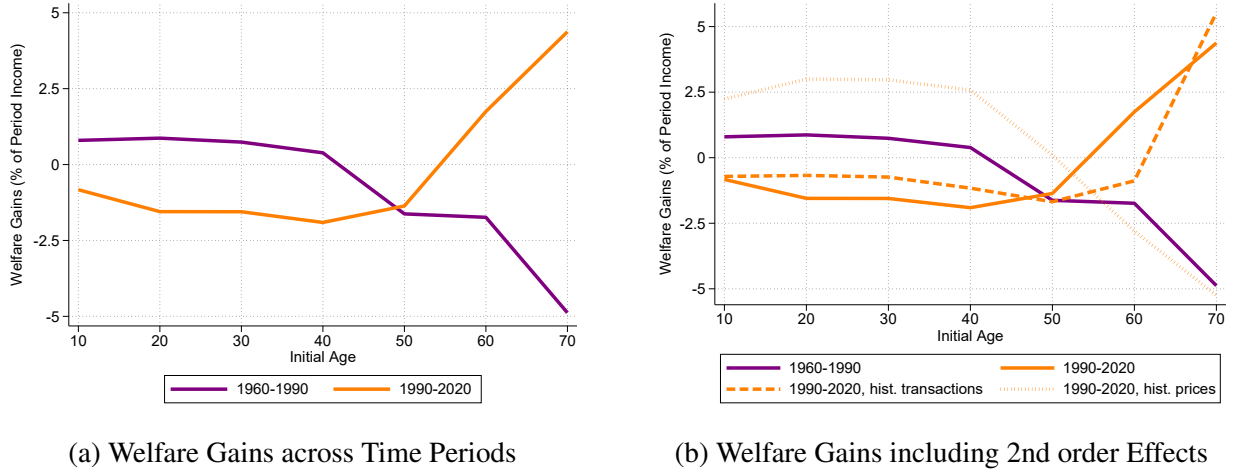 Welfare Gains (% of Period Income)
5
2.5
0
-2.5
-5
10 20 30 40 50 60 70
Initial Age
1960-1990 1990-2020
(a) Welfare Gains across Time Periods
Welfare Gains (% of Period Income)
5
2.5
0
-2.5
-5
10 20 30 40 50 60 70
Initial Age
1960-1990 1990-2020
1990-2020, hist. transactions 1990-2020, hist. prices
(b) Welfare Gains including 2nd order Effects